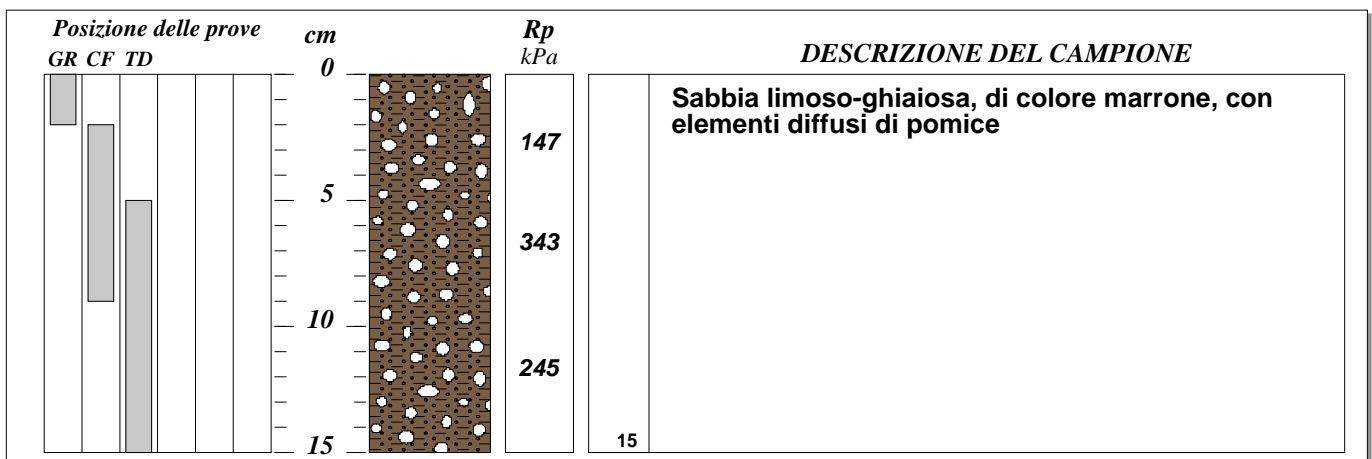 Posizione delle prove
GR CF TD
cm
0
5
10
15
Rp
kPa
147
343
245
DESCRIZIONE DEL CAMPIONE
Sabbia limoso-ghiaiosa, di colore marrone, con
elementi diffusi di pomice
15